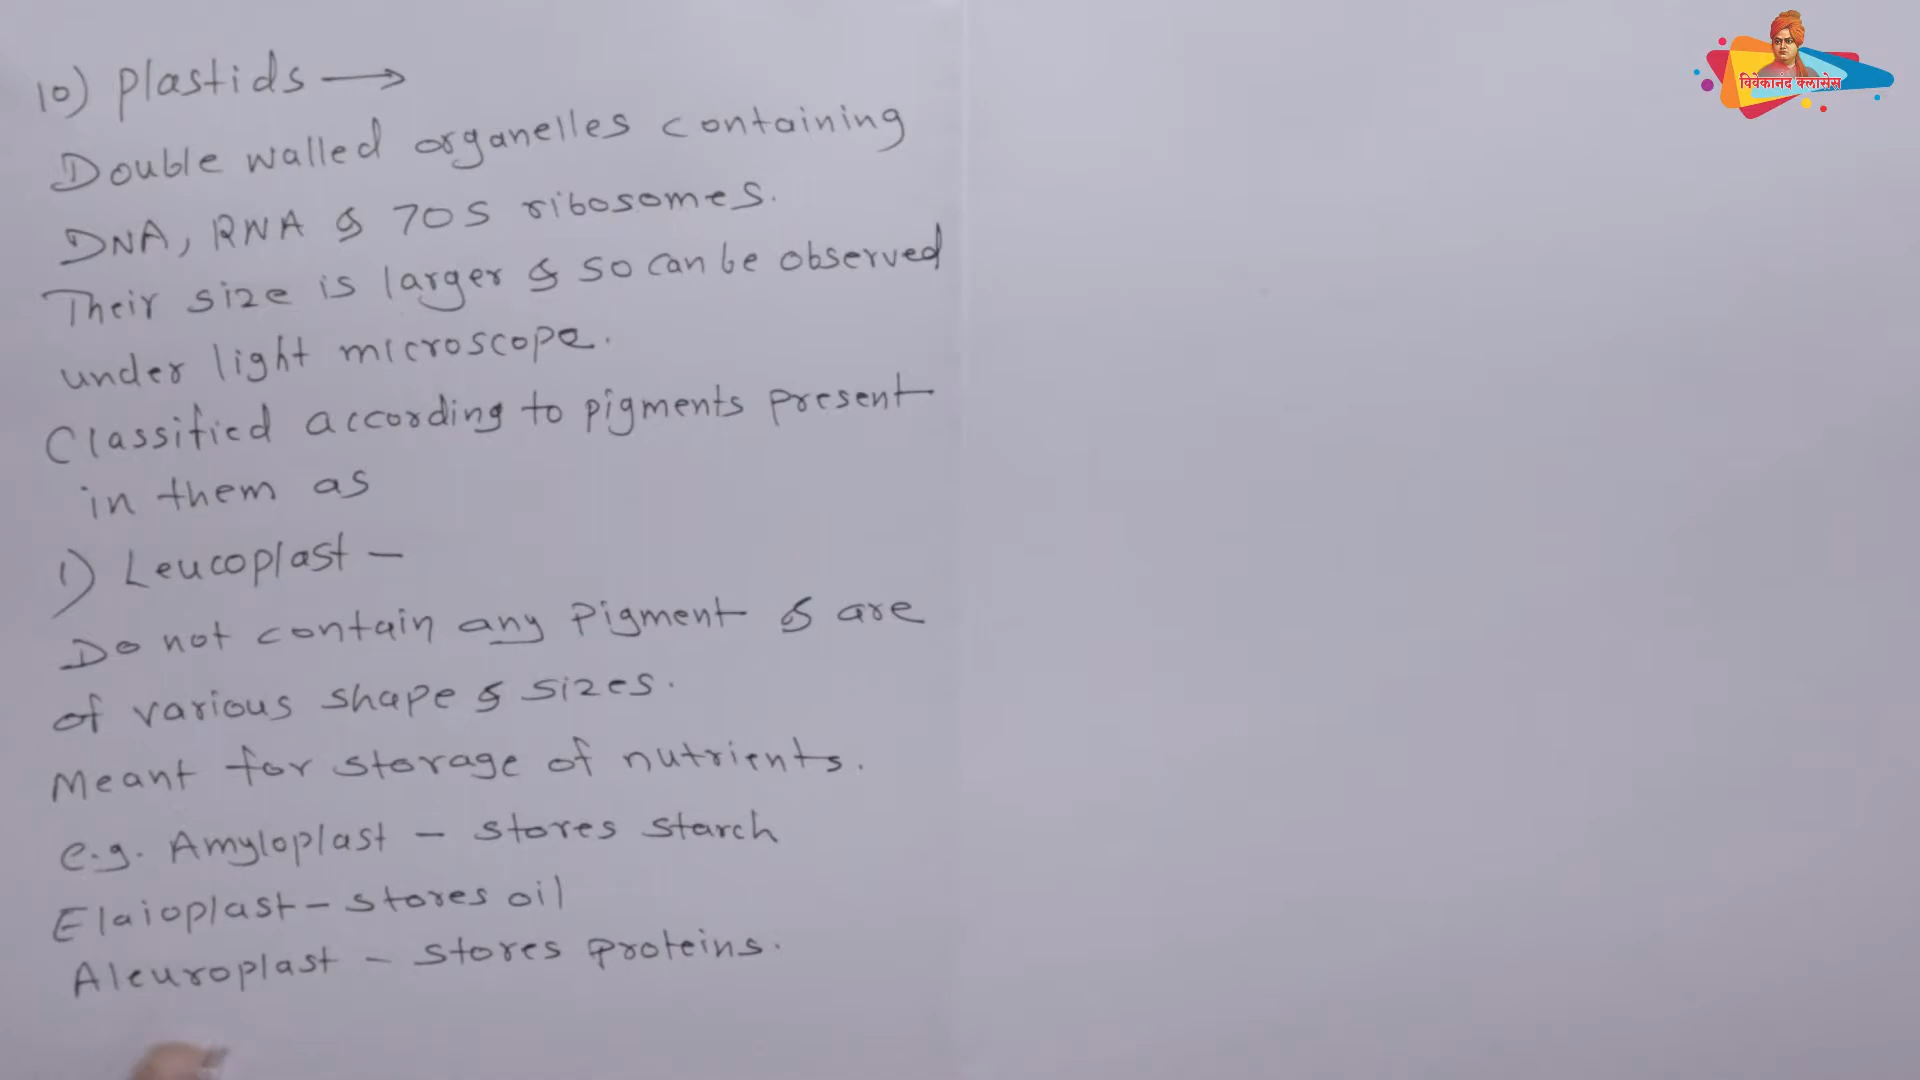 10) Plastids →
Double walled organelles containing
DNA, RNA & 70S ribosomes.
Their size is larger & so can be observed
under light microscope.
Classified according to pigments present
in them as
1) Leucoplast -
Do not contain any pigment & are
of various shape & sizes.
Meant for storage of nutrients.
e.g. Amyloplast - stores starch
Elaioplast - stores oil
Aleuroplast - stores proteins.
विवेकानंद क्लासेस